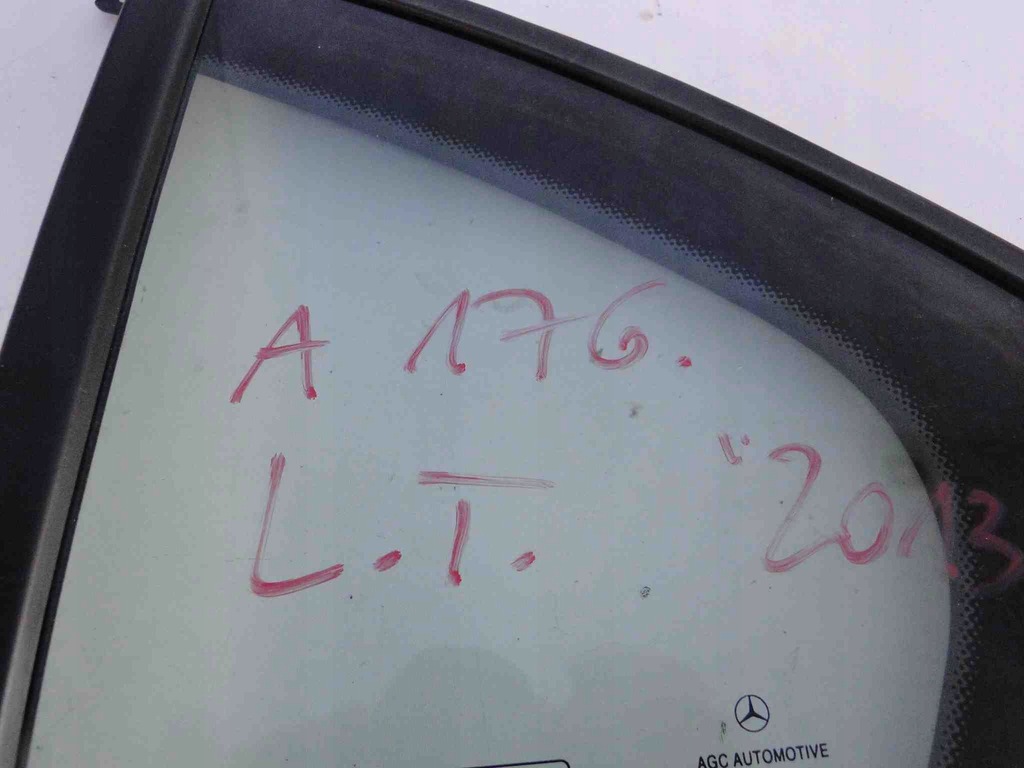 A 176.
L.T. 2013
AGC AUTOMOTIVE